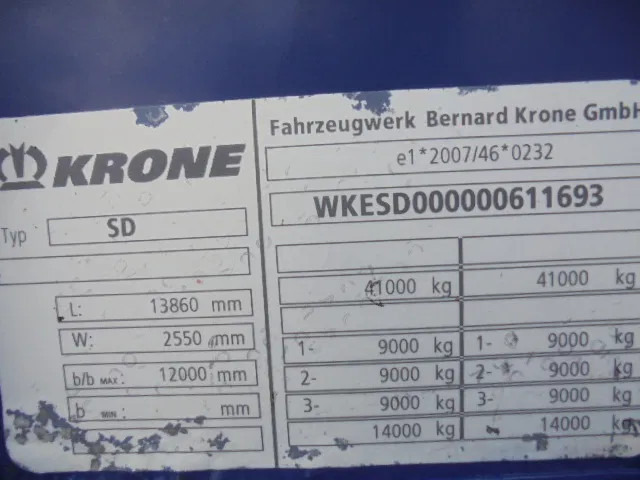 KRONE
Typ SD
L: 13860 mm
W: 2550 mm
b/b MAX: 12000 mm
b MIN: mm
Fahrzeugwerk Bernard Krone GmbH
e1*2007/46*0232
WKESD000000611693
41000 kg 41000 kg
1- 9000 kg 1- 9000 kg
2- 9000 kg 2- 9000 kg
3- 9000 kg 3- 9000 kg
14000 kg 14000 kg